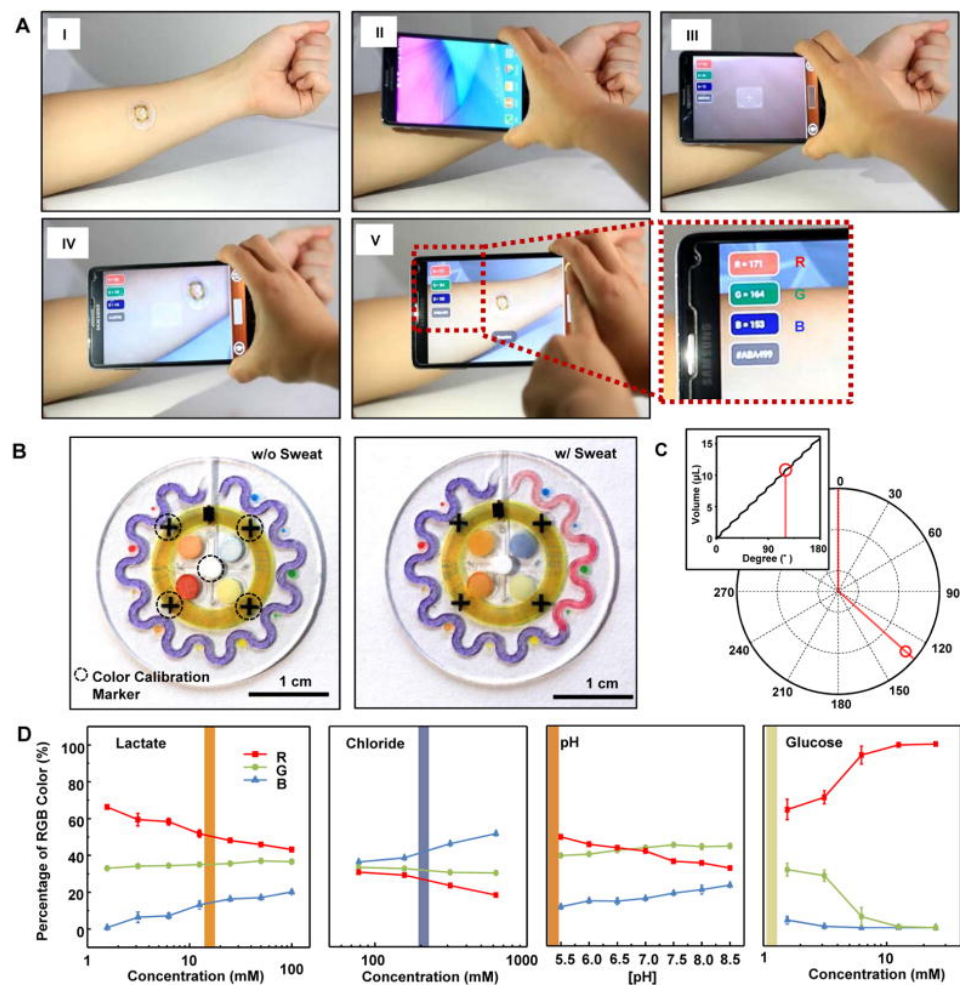 A
I
II
III
IV
V
R = 171
R
G = 164
G
B = 153
B
#ABA499
SAMSUNG
B
w/o Sweat
Color Calibration
Marker
1 cm
w/ Sweat
1 cm
C
Volume (µL)
15
10
5
0
0
90
180
Degree (°)
0
30
60
90
120
150
180
210
240
270
D
Percentage of RGB Color (%)
100
80
60
40
20
0
Lactate
R
G
B
1
10
100
Concentration (mM)
Chloride
100
1000
Concentration (mM)
pH
5.5 6.0 6.5 7.0 7.5 8.0 8.5
[pH]
Glucose
1
10
Concentration (mM)